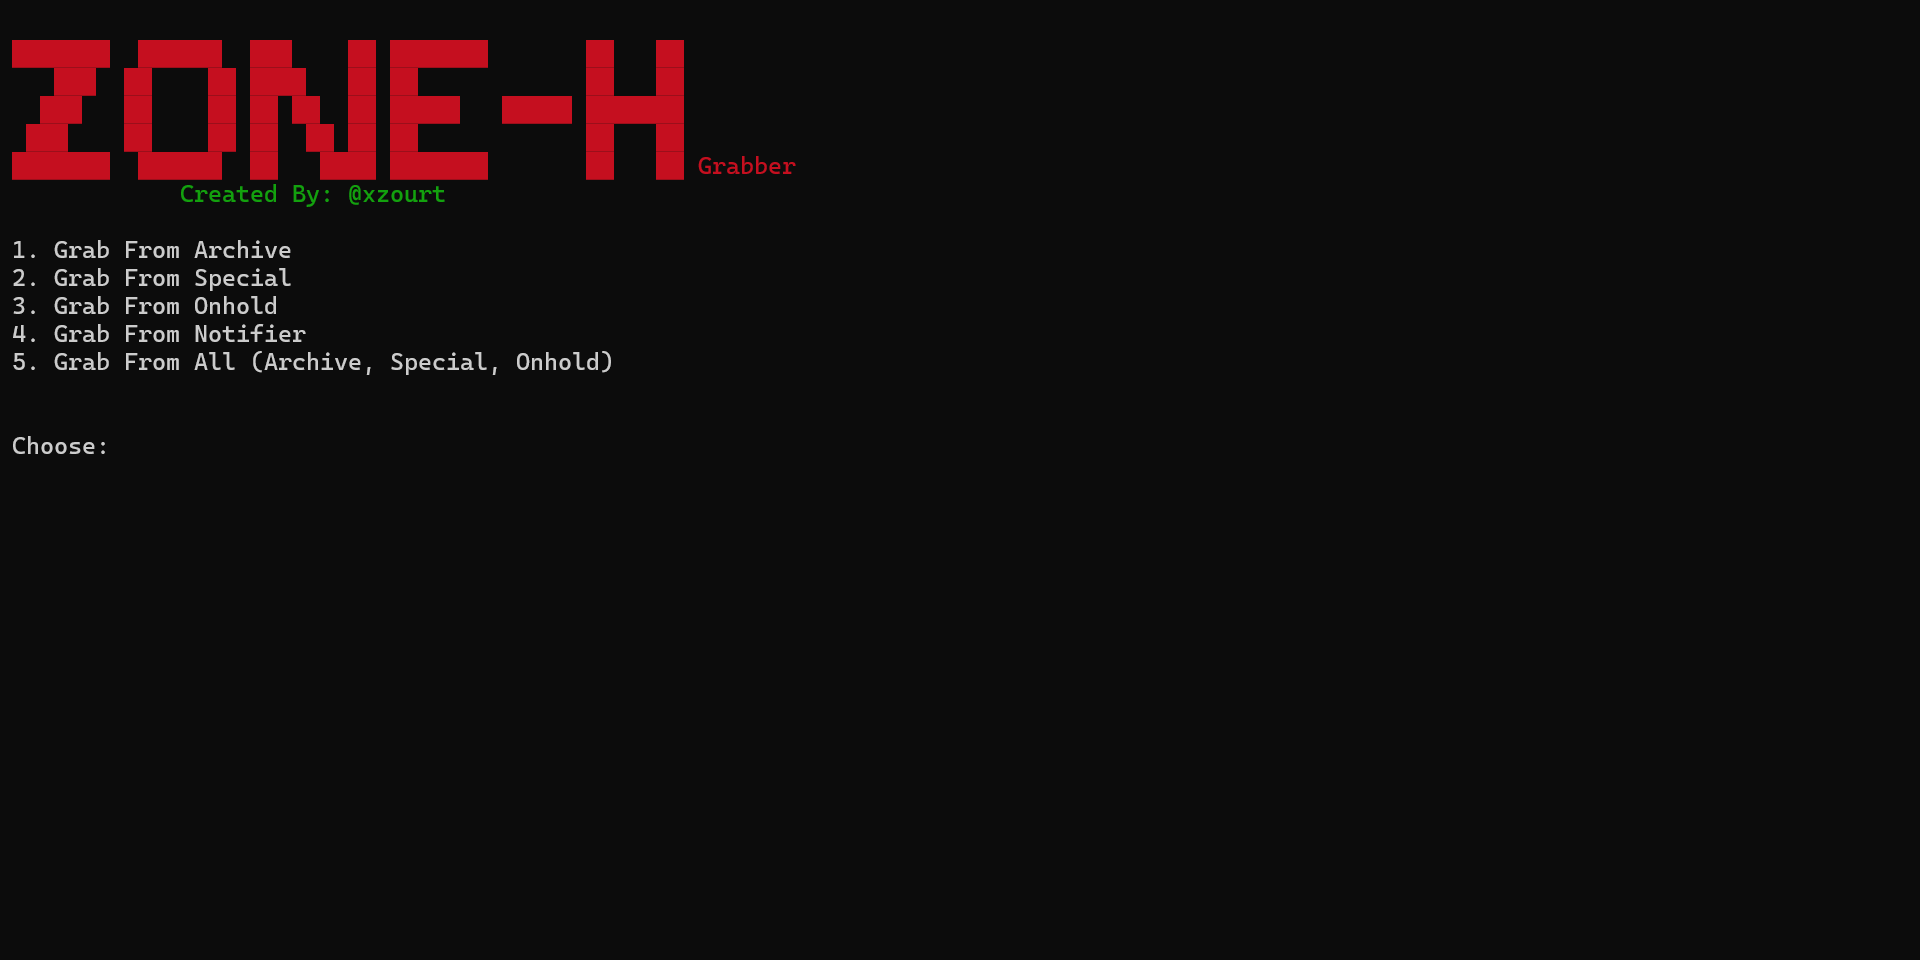 ZONE-H Grabber
Created By: @xzourt
1. Grab From Archive
2. Grab From Special
3. Grab From Onhold
4. Grab From Notifier
5. Grab From All (Archive, Special, Onhold)
Choose: